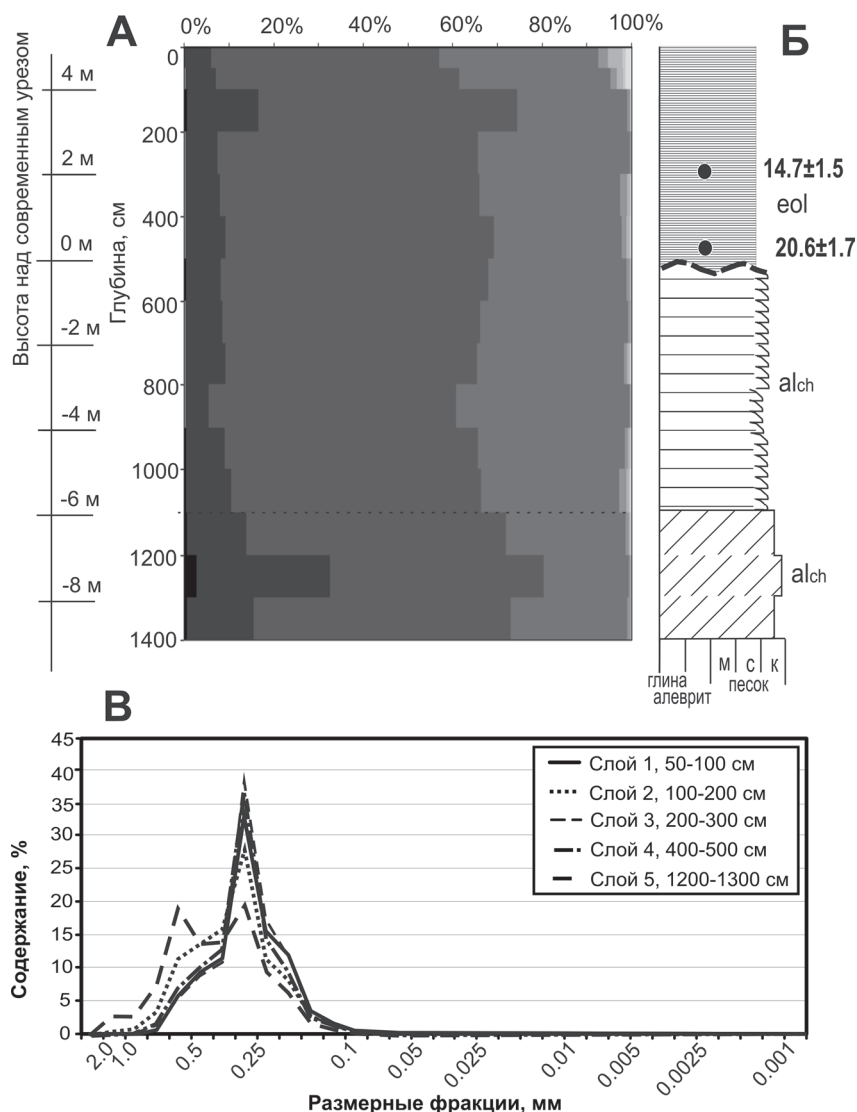 А
Б
0% 20% 40% 60% 80% 100%
Высота над современным урезом
4 м
2 м
0 м
-2 м
-4 м
-6 м
-8 м
Глубина, см
0
200
400
600
800
1000
1200
1400
14.7±1.5
eol
20.6±1.7
alch
alch
глина
алеврит
м с к
песок
В
Содержание, %
45
40
35
30
25
20
15
10
5
0
Слой 1, 50-100 см
Слой 2, 100-200 см
Слой 3, 200-300 см
Слой 4, 400-500 см
Слой 5, 1200-1300 см
2.0 1.0 0.5 0.25 0.1 0.05 0.025 0.01 0.005 0.0025 0.001
Размерные фракции, мм